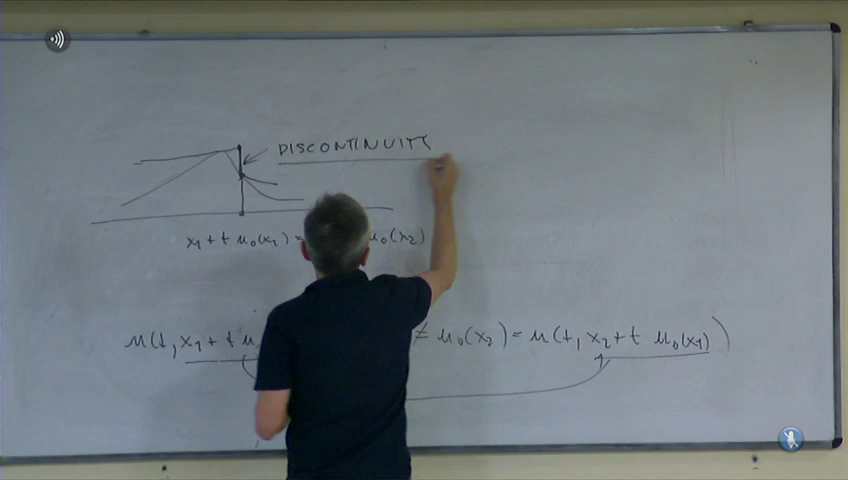 DISCONTINUITY
x₁ + t u₀(x₁) = u₀(x₂)
u(t, x₁ + t u ≠ u₀(x₂) = u(t, x₂ + t u₀(x₁))